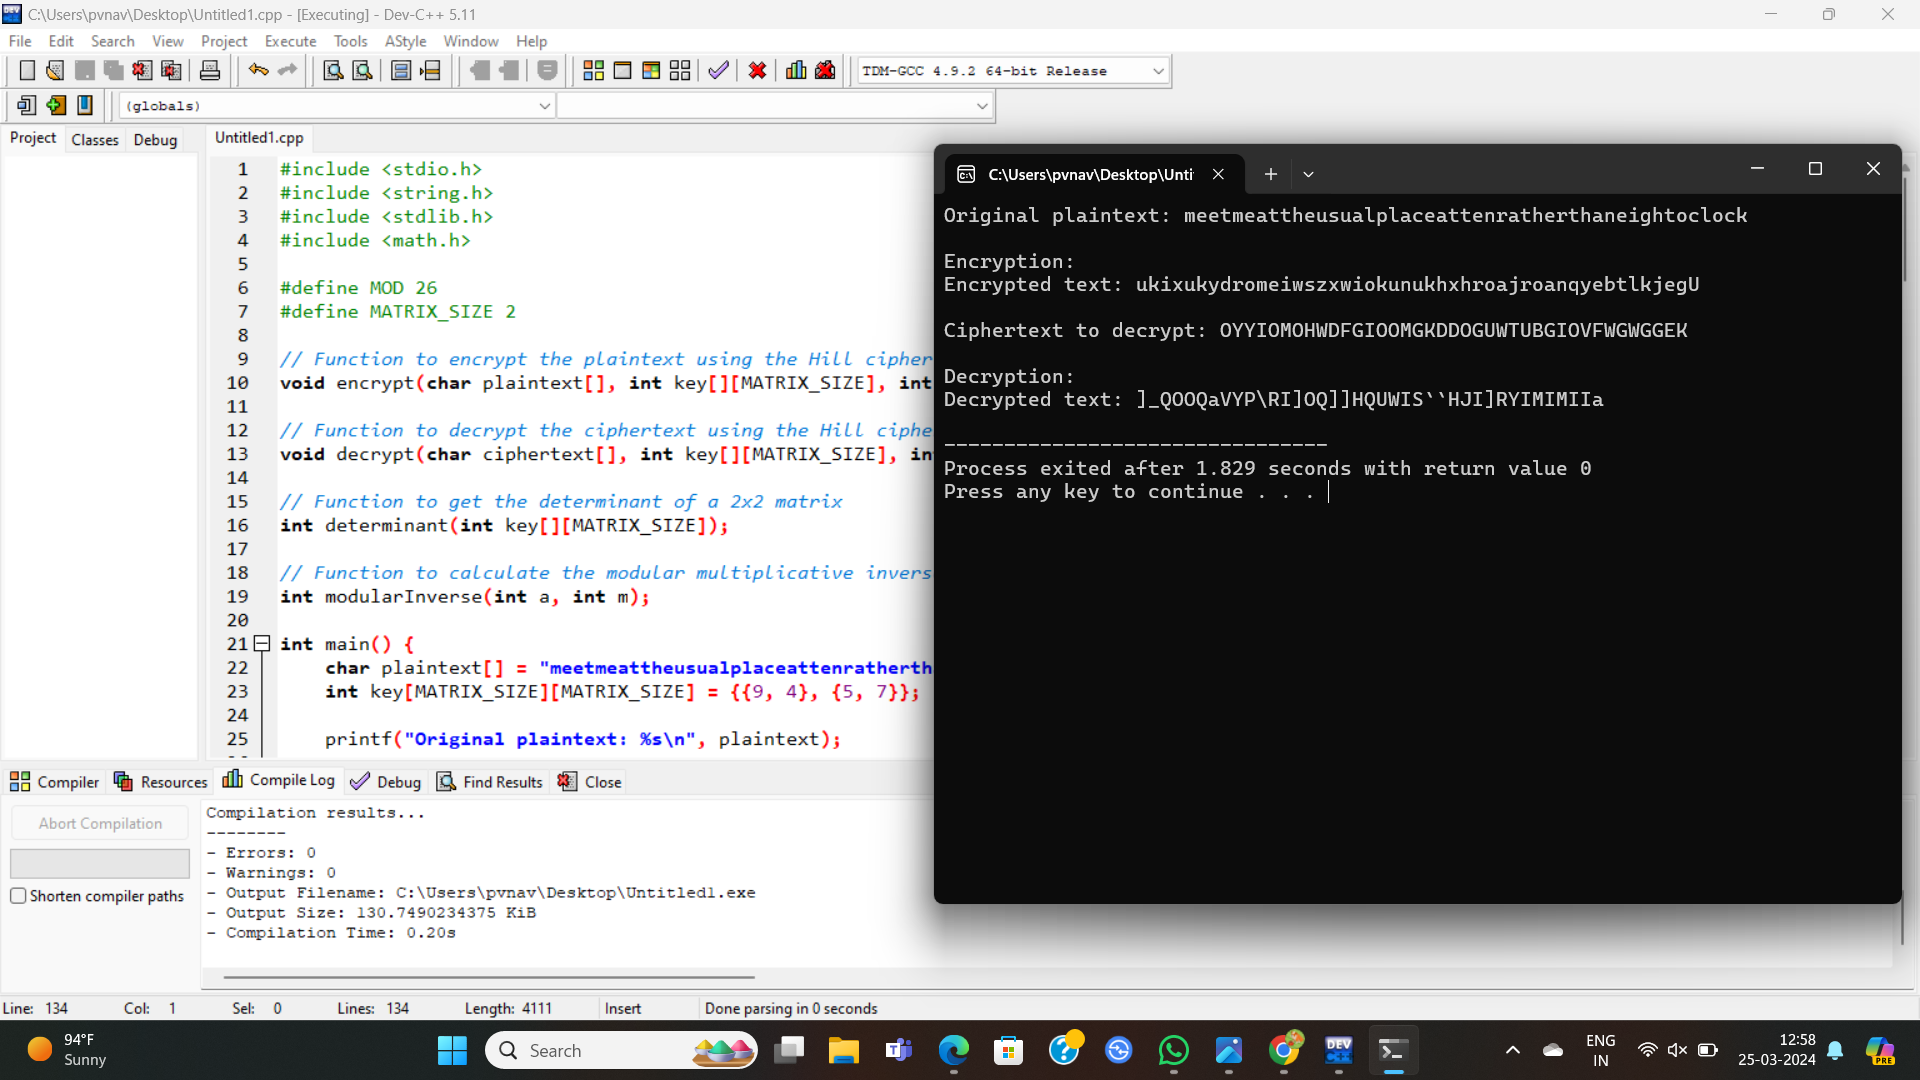 C:\Users\pvnav\Desktop\Untitled1.cpp - [Executing] - Dev-C++ 5.11
File Edit Search View Project Execute Tools AStyle Window Help
TDM-GCC 4.9.2 64-bit Release
(globals)
Project Classes Debug
Untitled1.cpp
1 #include <stdio.h>
2 #include <string.h>
3 #include <stdlib.h>
4 #include <math.h>
5
6 #define MOD 26
7 #define MATRIX_SIZE 2
8
9 // Function to encrypt the plaintext using the Hill cipher
10 void encrypt(char plaintext[], int key[][MATRIX_SIZE], int
11
12 // Function to decrypt the ciphertext using the Hill ciphe
13 void decrypt(char ciphertext[], int key[][MATRIX_SIZE], in
14
15 // Function to get the determinant of a 2x2 matrix
16 int determinant(int key[][MATRIX_SIZE]);
17
18 // Function to calculate the modular multiplicative invers
19 int modularInverse(int a, int m);
20
21 int main() {
22 char plaintext[] = "meetmeattheusualplaceattenratherth
23 int key[MATRIX_SIZE][MATRIX_SIZE] = {{9, 4}, {5, 7}};
24
25 printf("Original plaintext: %s\n", plaintext);
C:\Users\pvnav\Desktop\Unti
Original plaintext: meetmeattheusualplaceattenratherthaneightoclock
Encryption:
Encrypted text: ukixukydromeiwszxwiokunukhxhroajroanqyebtlkjegU
Ciphertext to decrypt: OYYIOMOHWDFGIOOMGKDDOGUWTUBGIOVFWGWGGEK
Decryption:
Decrypted text: ]_QOOQaVYP\RI]OQ]]HQUWIS``HJI]RYIMIMIIa
--------------------------------
Process exited after 1.829 seconds with return value 0
Press any key to continue . . .
Compiler Resources Compile Log Debug Find Results Close
Abort Compilation
Shorten compiler paths
Compilation results...
--------
- Errors: 0
- Warnings: 0
- Output Filename: C:\Users\pvnav\Desktop\Untitled1.exe
- Output Size: 130.7490234375 KiB
- Compilation Time: 0.20s
Line: 134 Col: 1 Sel: 0 Lines: 134 Length: 4111 Insert Done parsing in 0 seconds
94°F
Sunny
Search
DEV
C++
ENG
IN
12:58
25-03-2024
PRE